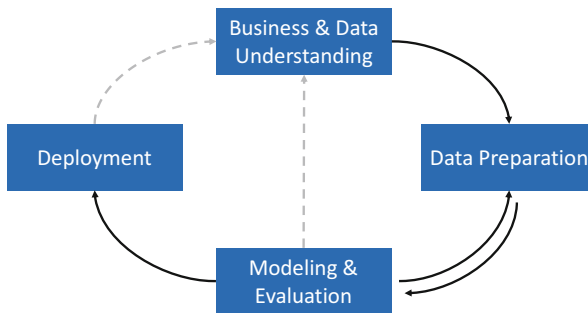 Business & Data
Understanding
Deployment
Data Preparation
Modeling &
Evaluation